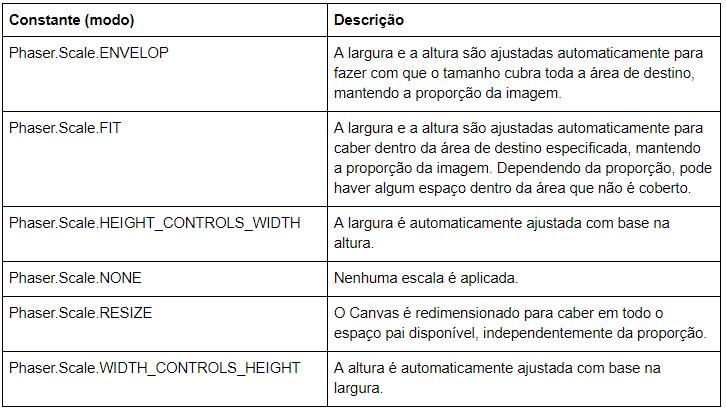 Constante (modo) Descrição
Phaser.Scale.ENVELOP A largura e a altura são ajustadas automaticamente para
fazer com que o tamanho cubra toda a área de destino,
mantendo a proporção da imagem.
Phaser.Scale.FIT A largura e a altura são ajustadas automaticamente para
caber dentro da área de destino especificada, mantendo
a proporção da imagem. Dependendo da proporção, pode
haver algum espaço dentro da área que não é coberto.
Phaser.Scale.HEIGHT_CONTROLS_WIDTH A largura é automaticamente ajustada com base na
altura.
Phaser.Scale.NONE Nenhuma escala é aplicada.
Phaser.Scale.RESIZE O Canvas é redimensionado para caber em todo o
espaço pai disponível, independentemente da proporção.
Phaser.Scale.WIDTH_CONTROLS_HEIGHT A altura é automaticamente ajustada com base na
largura.